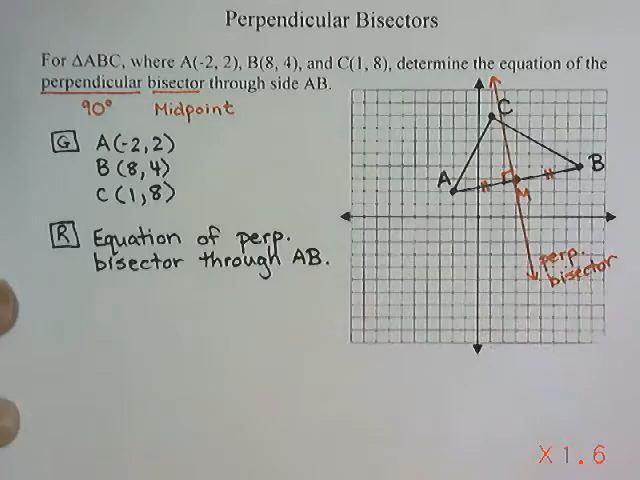 Perpendicular Bisectors
For ΔABC, where A(-2, 2), B(8, 4), and C(1, 8), determine the equation of the
perpendicular bisector through side AB.
90° Midpoint
G A(-2,2)
B (8,4)
C (1,8)
R Equation of perp.
bisector through AB.
C
B
A
M
perp.
bisector
X1.6